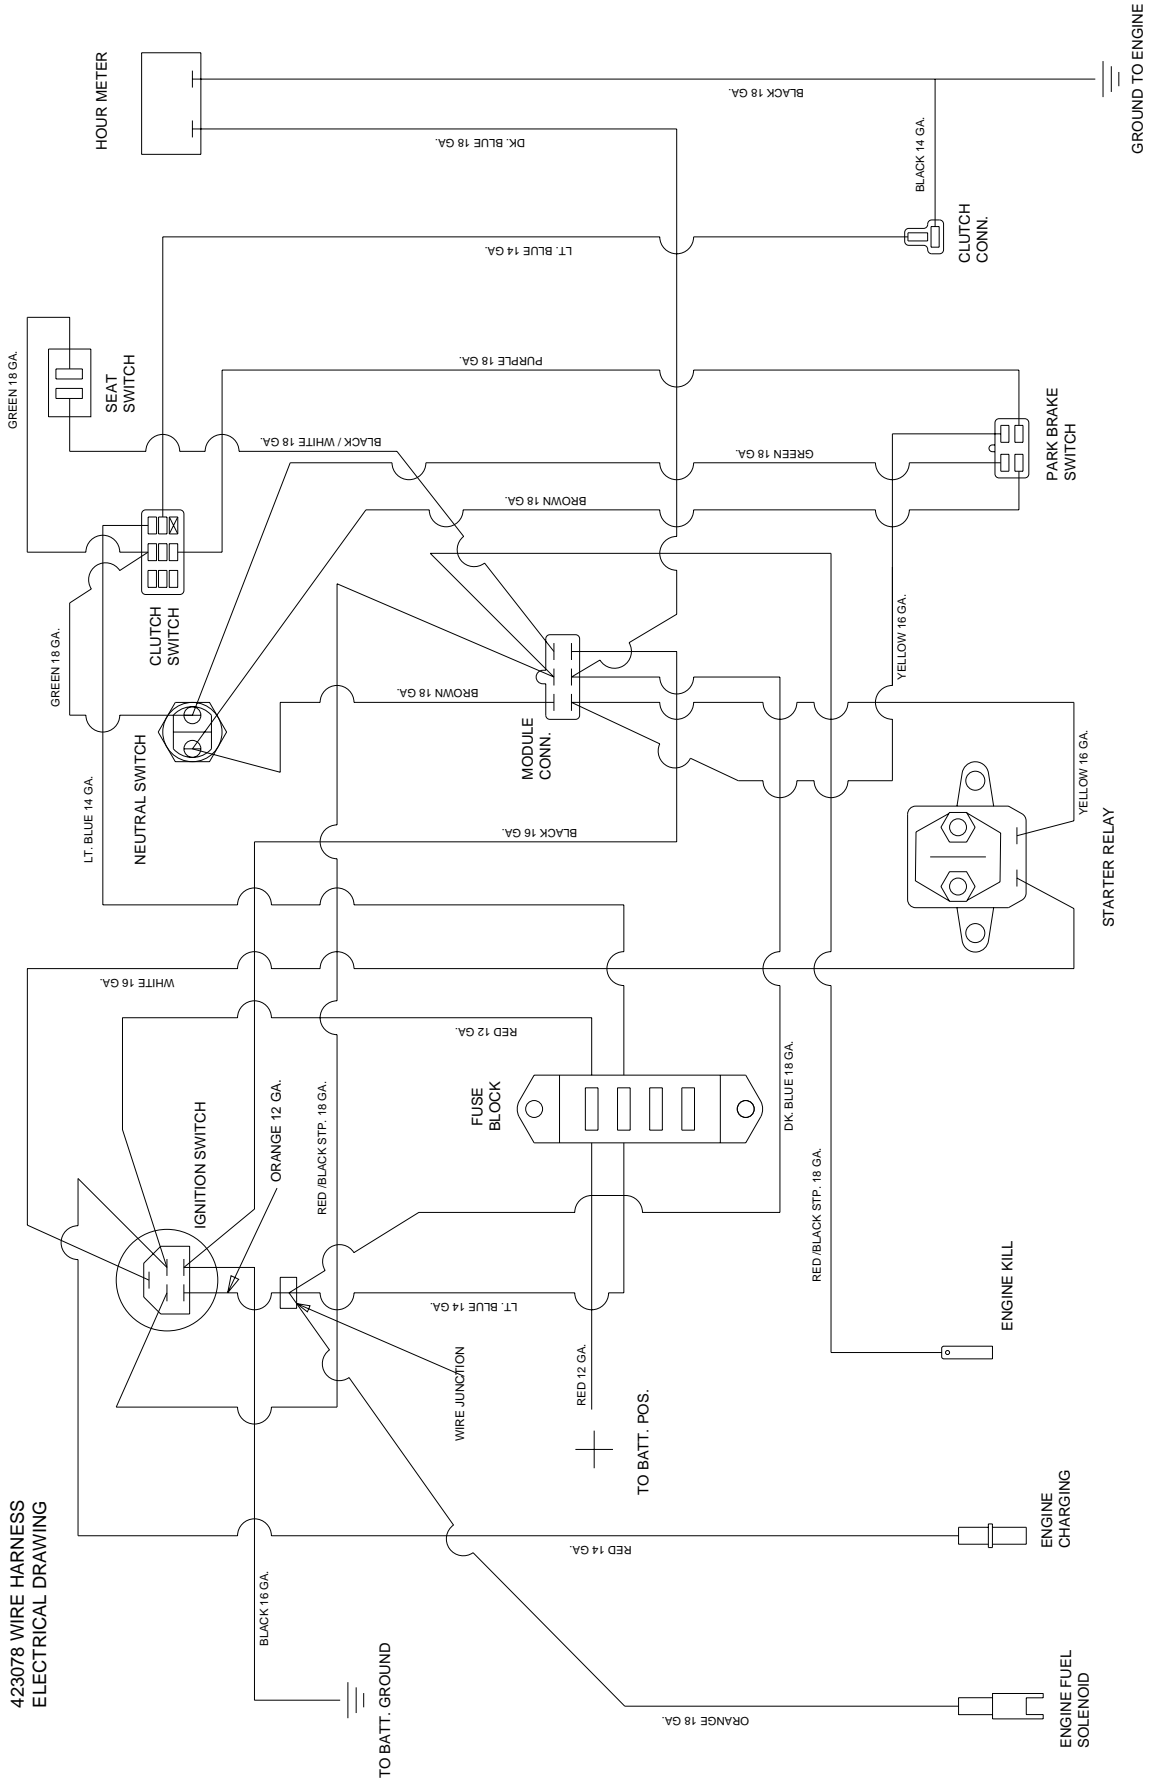 423078 WIRE HARNESS
ELECTRICAL DRAWING
HOUR METER
BLACK 18 GA.
DK. BLUE 18 GA.
BLACK 14 GA.
GROUND TO ENGINE
CLUTCH
CONN.
LT. BLUE 14 GA.
GREEN 18 GA.
SEAT
SWITCH
PURPLE 18 GA.
BLACK / WHITE 18 GA.
GREEN 18 GA.
BROWN 18 GA.
PARK BRAKE
SWITCH
CLUTCH
SWITCH
GREEN 18 GA.
YELLOW 16 GA.
BROWN 18 GA.
MODULE
CONN.
NEUTRAL SWITCH
LT. BLUE 14 GA.
BLACK 16 GA.
YELLOW 16 GA.
STARTER RELAY
WHITE 16 GA.
RED 12 GA.
FUSE
BLOCK
IGNITION SWITCH
ORANGE 12 GA.
RED /BLACK STP. 18 GA.
DK. BLUE 18 GA.
RED /BLACK STP. 18 GA.
LT. BLUE 14 GA.
ENGINE KILL
WIRE JUNCTION
RED 12 GA.
TO BATT. POS.
RED 14 GA.
ENGINE
CHARGING
BLACK 16 GA.
TO BATT. GROUND
ORANGE 18 GA.
ENGINE FUEL
SOLENOID